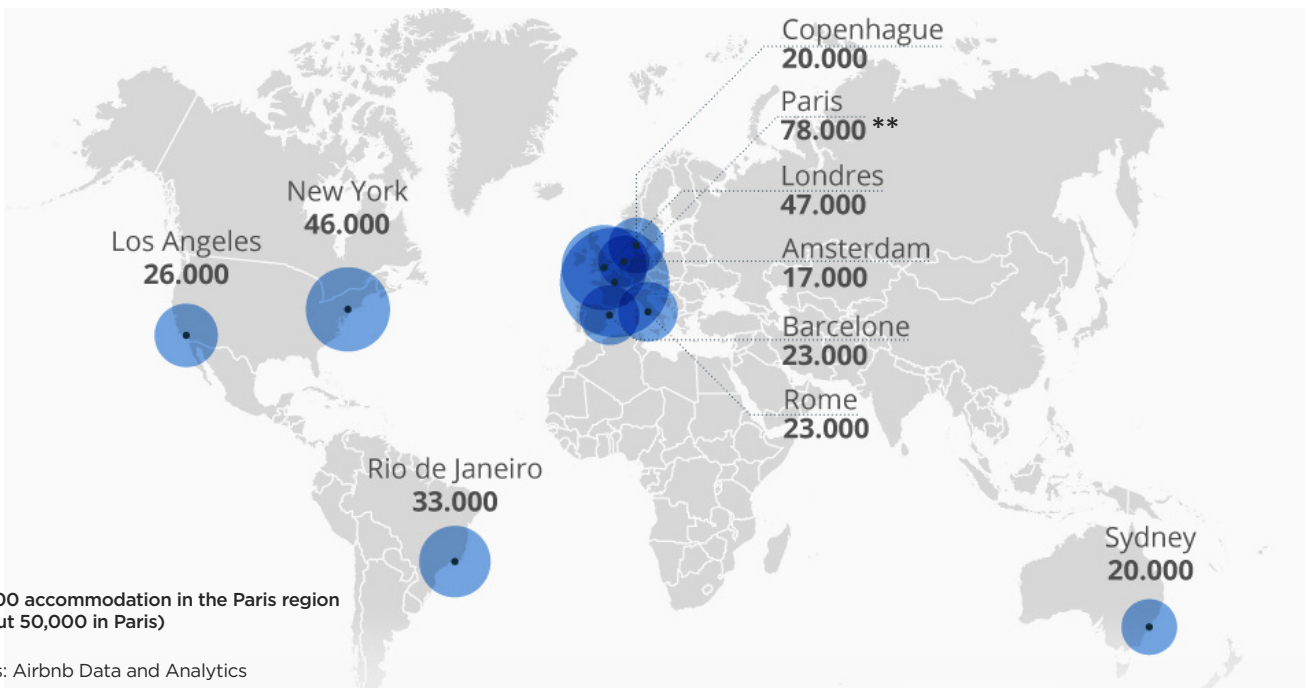 Copenhague
20.000
Paris
78.000 **
Londres
47.000
New York
46.000
Los Angeles
26.000
Amsterdam
17.000
Barcelone
23.000
Rome
23.000
Rio de Janeiro
33.000
Sydney
20.000
00 accommodation in the Paris region
50,000 in Paris)
Airbnb Data and Analytics